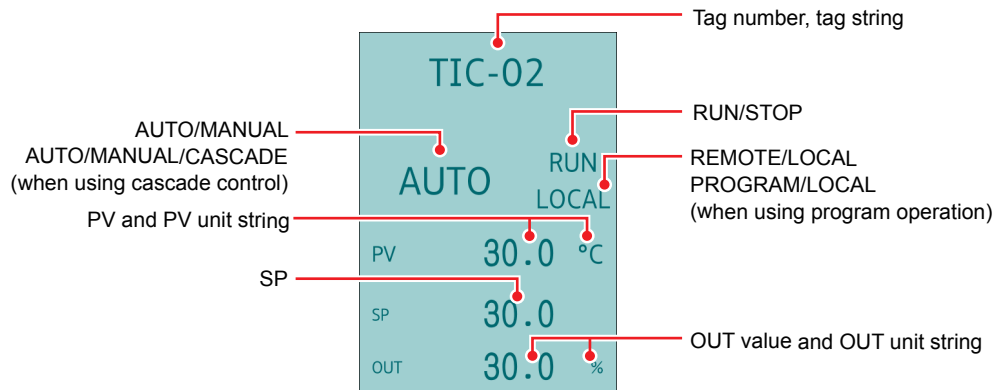 Tag number, tag string
TIC-02
RUN/STOP
AUTO/MANUAL
AUTO/MANUAL/CASCADE
(when using cascade control)
RUN
AUTO
LOCAL
REMOTE/LOCAL
PROGRAM/LOCAL
(when using program operation)
PV and PV unit string
PV 30.0 °C
SP
SP 30.0
OUT value and OUT unit string
OUT 30.0 %